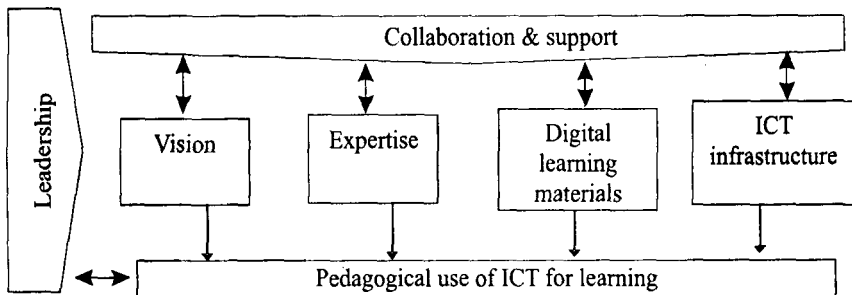 Collaboration & support
Leadership
Vision
Expertise
Digital
learning
materials
ICT
infrastructure
Pedagogical use of ICT for learning